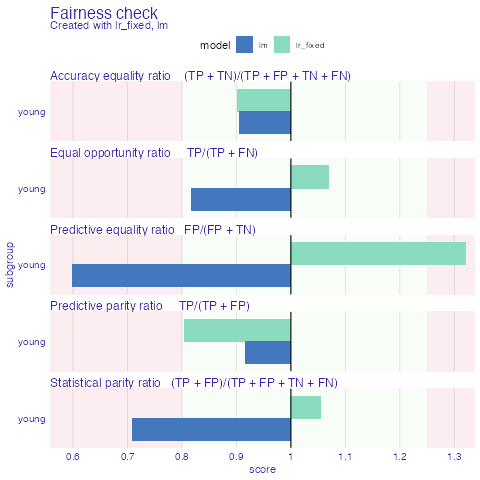 Fairness check
Created with lr_fixed, lm
model lm lr_fixed
Accuracy equality ratio (TP + TN)/(TP + FP + TN + FN)
young
Equal opportunity ratio TP/(TP + FN)
young
Predictive equality ratio FP/(FP + TN)
young
subgroup
Predictive parity ratio TP/(TP + FP)
young
Statistical parity ratio (TP + FP)/(TP + FP + TN + FN)
young
0.6 0.7 0.8 0.9 1 1.1 1.2 1.3
score